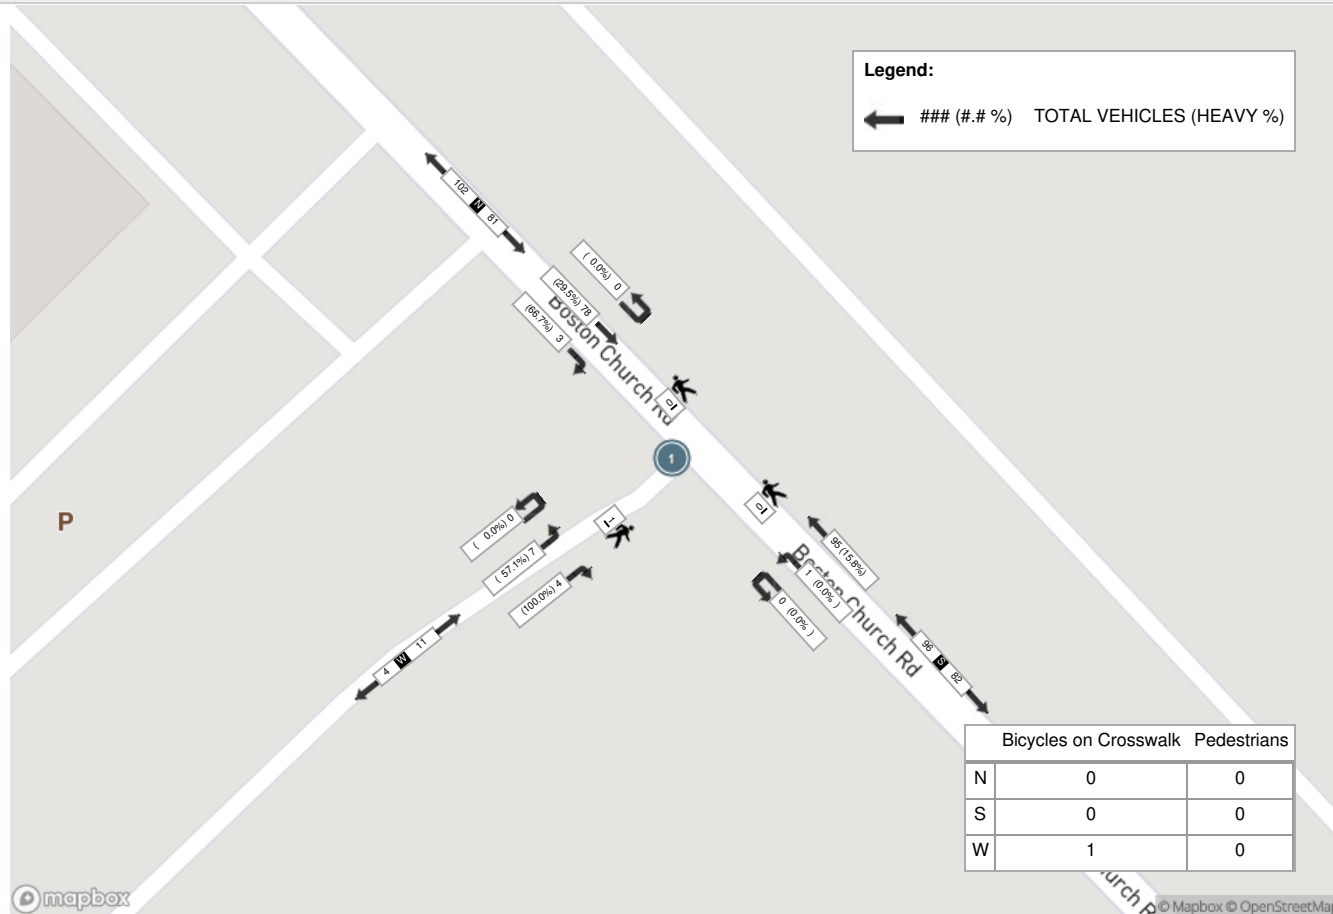 Legend:
### (#.# %) TOTAL VEHICLES (HEAVY %)
102 N 81
( 0.0%) 0
(29.5%) 78
(66.7%) 3
Boston Church Rd
0
1
0
1
( 0.0%) 0
( 57.1%) 7
(100.0%) 4
4 W 11
95 (15.8%)
1 (0.0% )
0 (0.0% )
Boston Church Rd
96 S 82
P
Bicycles on Crosswalk Pedestrians
N 0 0
S 0 0
W 1 0
urch R
mapbox
© Mapbox © OpenStreetMap